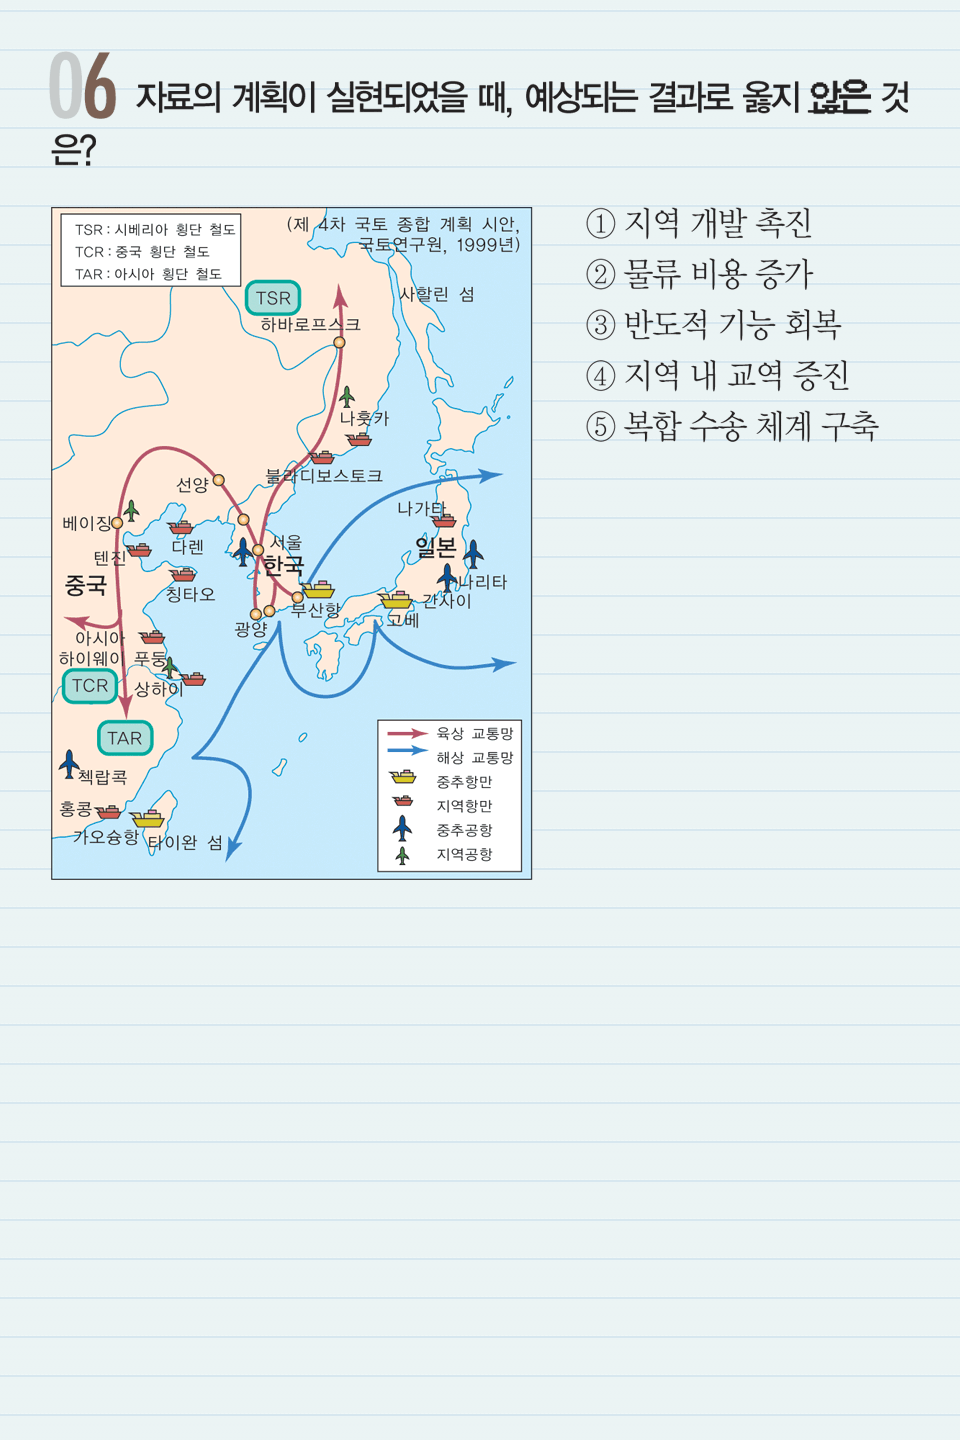 06 자료의 계획이 실현되었을 때, 예상되는 결과로 옳지 않은 것
은?
① 지역 개발 촉진
② 물류 비용 증가
③ 반도적 기능 회복
④ 지역 내 교역 증진
⑤ 복합 수송 체계 구축
(제 4차 국토 종합 계획 시안,
국토연구원, 1999년)
TSR : 시베리아 횡단 철도
TCR : 중국 횡단 철도
TAR : 아시아 횡단 철도
TSR
사할린 섬
하바로프스크
나홋카
블라디보스토크
선양
나가타
베이징
서울
다롄
일본
텐진
한국
중국
나리타
칭타오
간사이
부산항
고베
광양
아시아
하이웨이
푸둥
TCR
상하이
TAR
첵랍콕
홍콩
가오슝항
타이완 섬
육상 교통망
해상 교통망
중추항만
지역항만
중추공항
지역공항